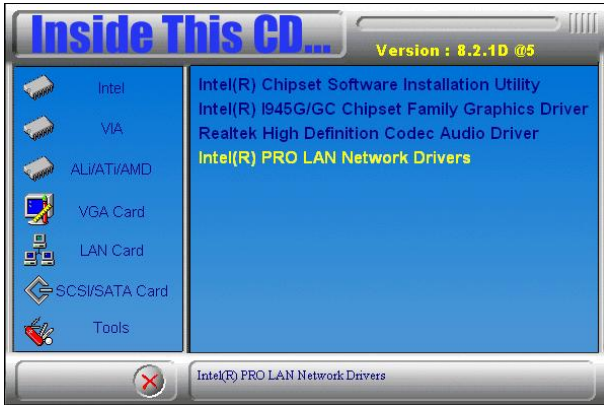 Inside This CD...
Version : 8.2.1D @5
Intel
VIA
ALi/ATi/AMD
VGA Card
LAN Card
SCSI/SATA Card
Tools
Intel(R) Chipset Software Installation Utility
Intel(R) I945G/GC Chipset Family Graphics Driver
Realtek High Definition Codec Audio Driver
Intel(R) PRO LAN Network Drivers
Intel(R) PRO LAN Network Drivers